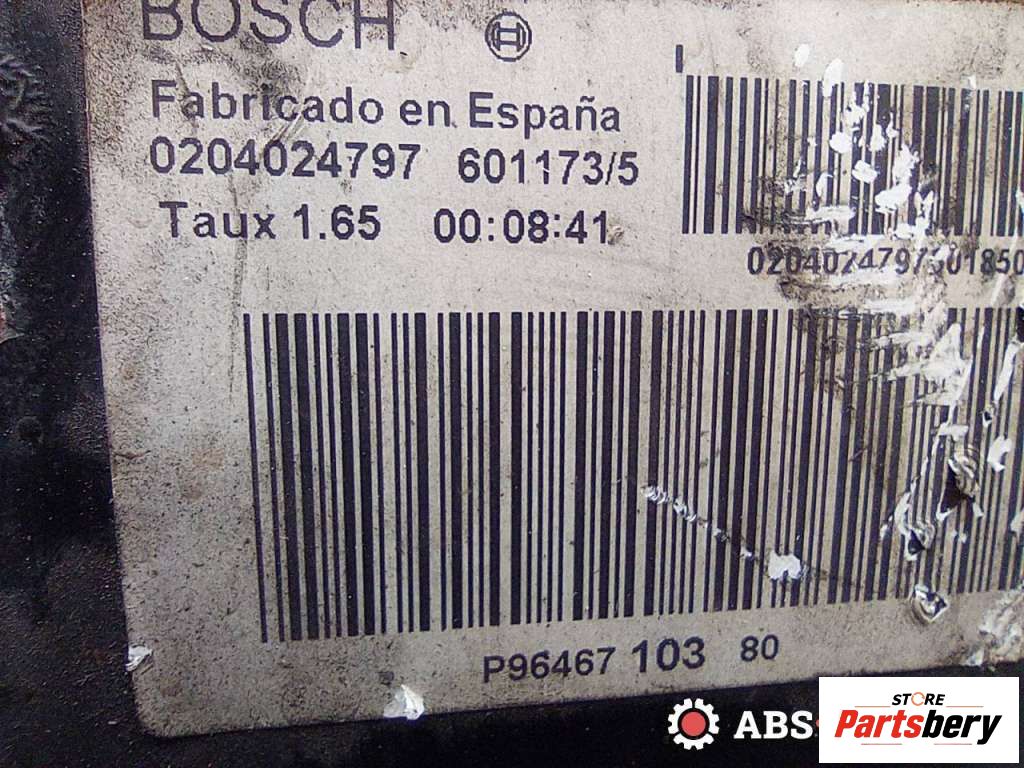 BOSCH
Fabricado en España
0204024797 601173/5
Taux 1.65 00:08:41
P96467 103 80
ABS
STORE
Partsbery